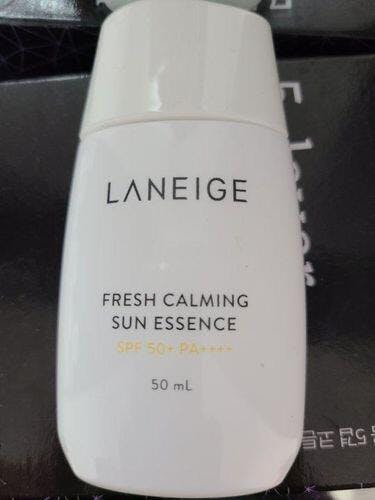 LANEIGE
FRESH CALMING
SUN ESSENCE
SPF 50+ PA++++
50 mL